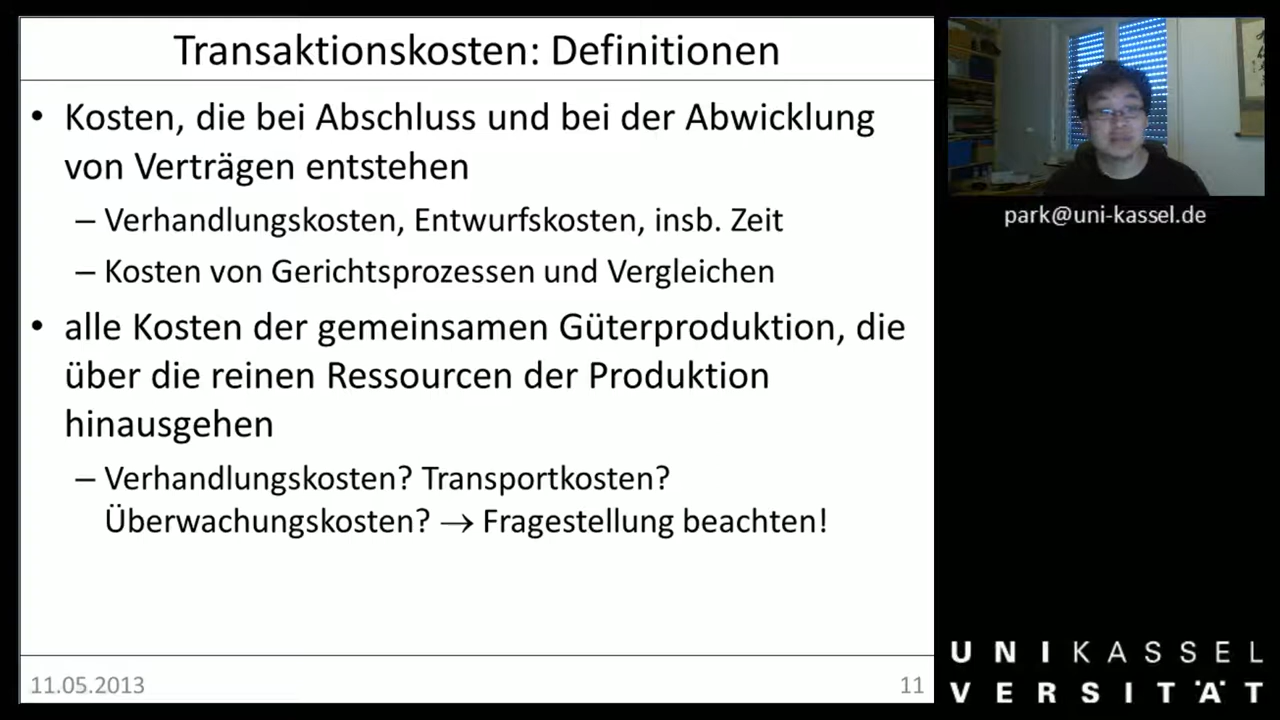 Transaktionskosten: Definitionen
• Kosten, die bei Abschluss und bei der Abwicklung
von Verträgen entstehen
– Verhandlungskosten, Entwurfskosten, insb. Zeit
– Kosten von Gerichtsprozessen und Vergleichen
• alle Kosten der gemeinsamen Güterproduktion, die
über die reinen Ressourcen der Produktion
hinausgehen
– Verhandlungskosten? Transportkosten?
Überwachungskosten? → Fragestellung beachten!
11.05.2013
11
park@uni-kassel.de
UNIKASSEL
VERSITÄT